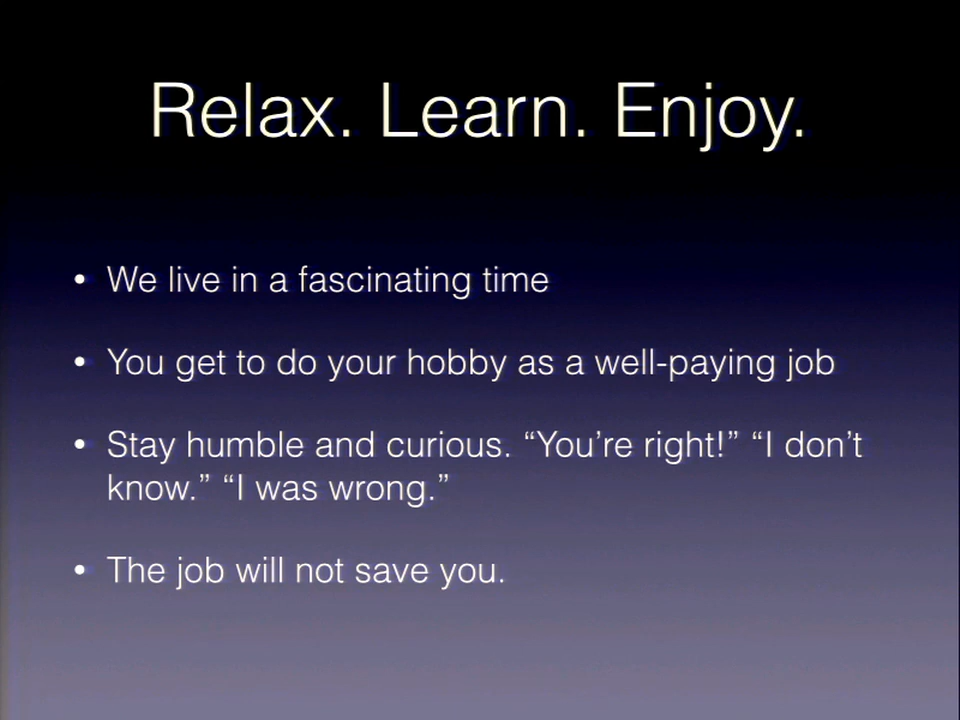 Relax. Learn. Enjoy.
• We live in a fascinating time
• You get to do your hobby as a well-paying job
• Stay humble and curious. “You’re right!” “I don’t
know.” “I was wrong.”
• The job will not save you.